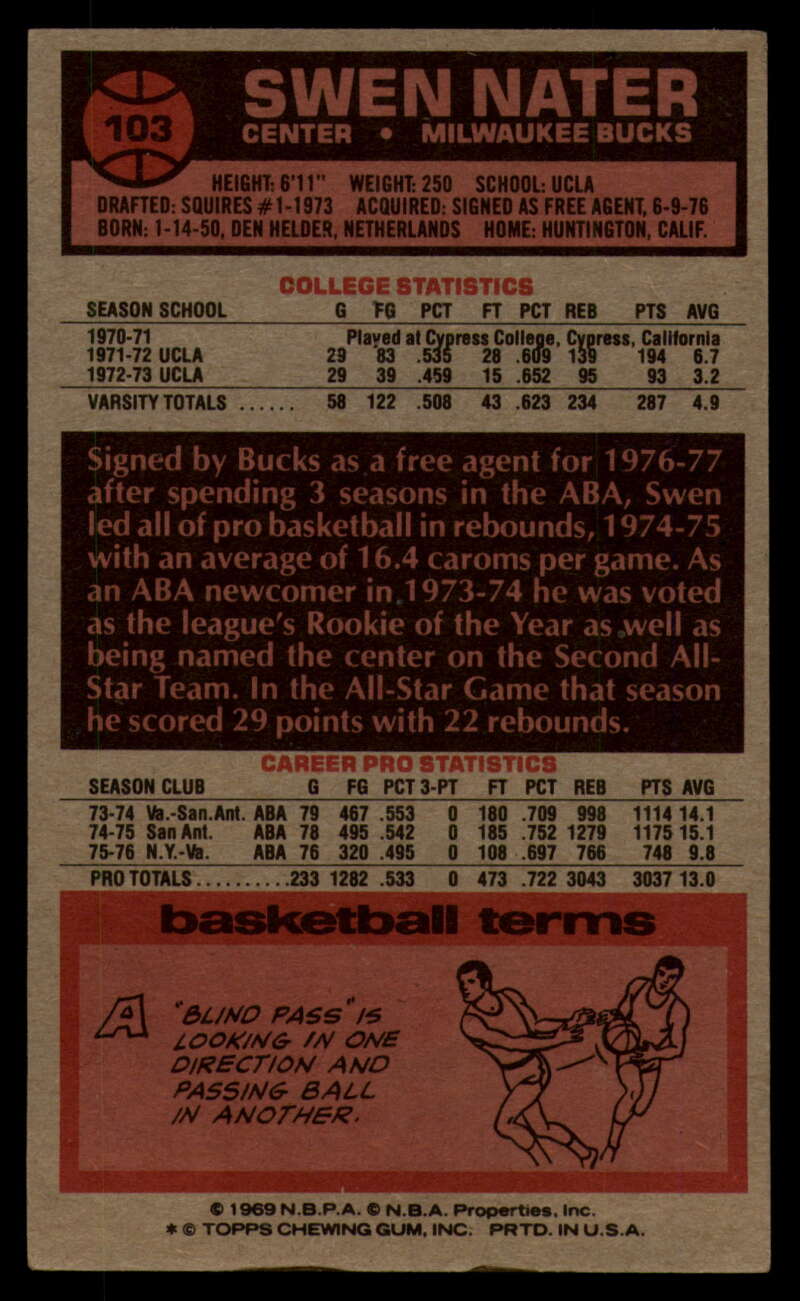 103
SWEN NATER
CENTER • MILWAUKEE BUCKS
HEIGHT: 6'11" WEIGHT: 250 SCHOOL: UCLA
DRAFTED: SQUIRES #1-1973 ACQUIRED: SIGNED AS FREE AGENT, 6-9-76
BORN: 1-14-50, DEN HELDER, NETHERLANDS HOME: HUNTINGTON, CALIF.
COLLEGE STATISTICS
SEASON SCHOOL G FG PCT FT PCT REB PTS AVG
1970-71 Played at Cypress College, Cypress, California
1971-72 UCLA 29 83 .535 28 .609 139 194 6.7
1972-73 UCLA 29 39 .459 15 .652 95 93 3.2
VARSITY TOTALS ...... 58 122 .508 43 .623 234 287 4.9
Signed by Bucks as a free agent for 1976-77
after spending 3 seasons in the ABA, Swen
led all of pro basketball in rebounds, 1974-75
with an average of 16.4 caroms per game. As
an ABA newcomer in 1973-74 he was voted
as the league's Rookie of the Year as well as
being named the center on the Second All-
Star Team. In the All-Star Game that season
he scored 29 points with 22 rebounds.
CAREER PRO STATISTICS
SEASON CLUB G FG PCT 3-PT FT PCT REB PTS AVG
73-74 Va.-San.Ant. ABA 79 467 .553 0 180 .709 998 1114 14.1
74-75 San Ant. ABA 78 495 .542 0 185 .752 1279 1175 15.1
75-76 N.Y.-Va. ABA 76 320 .495 0 108 .697 766 748 9.8
PRO TOTALS..........233 1282 .533 0 473 .722 3043 3037 13.0
basketball terms
A "BLIND PASS" IS
LOOKING IN ONE
DIRECTION AND
PASSING BALL
IN ANOTHER.
© 1969 N.B.P.A. © N.B.A. Properties, Inc.
* © TOPPS CHEWING GUM, INC. PRTD. IN U.S.A.